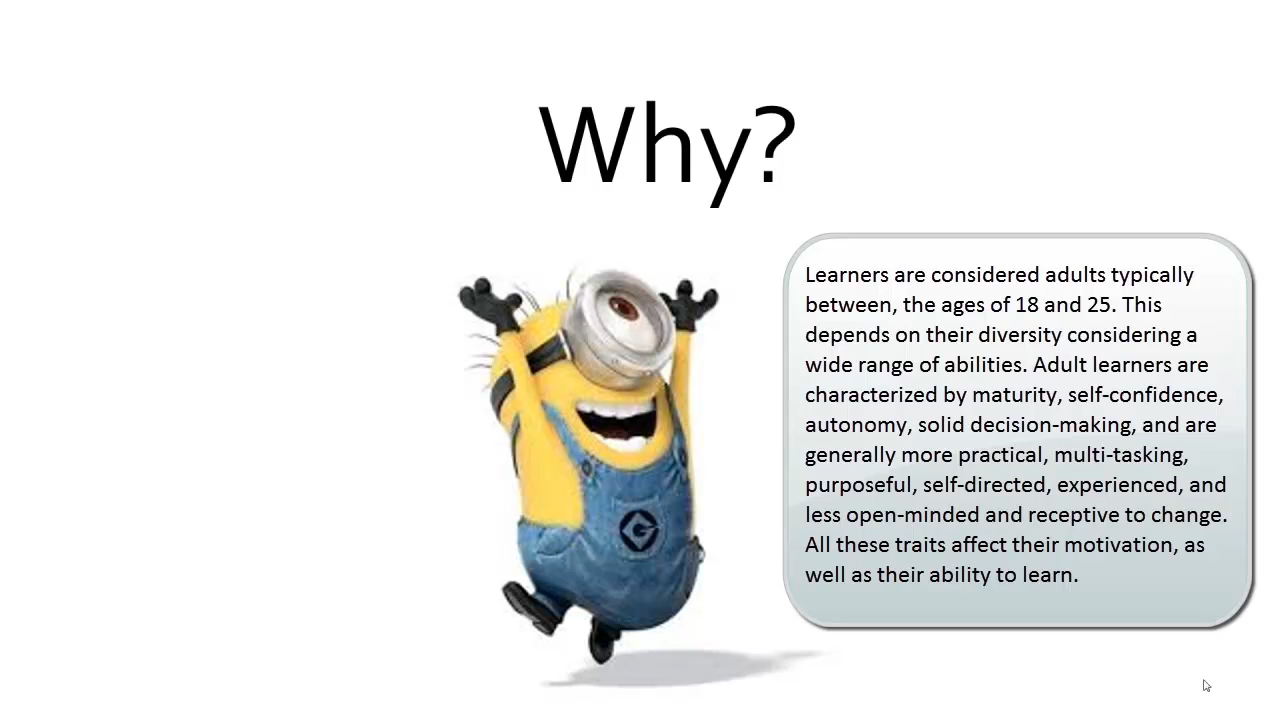 Why?
Learners are considered adults typically
between, the ages of 18 and 25. This
depends on their diversity considering a
wide range of abilities. Adult learners are
characterized by maturity, self-confidence,
autonomy, solid decision-making, and are
generally more practical, multi-tasking,
purposeful, self-directed, experienced, and
less open-minded and receptive to change.
All these traits affect their motivation, as
well as their ability to learn.